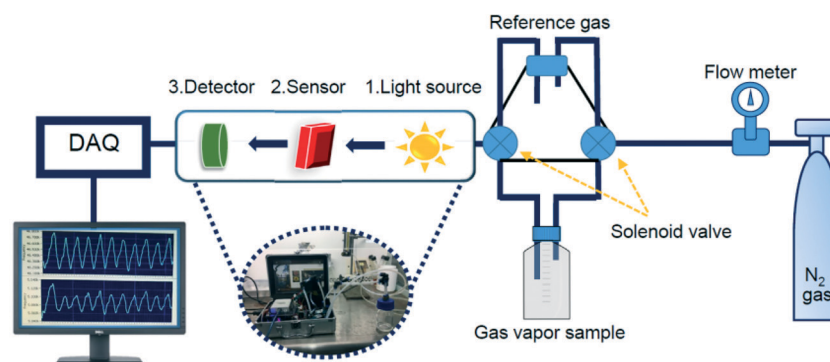 Reference gas
Flow meter
3.Detector
2.Sensor
1.Light source
DAQ
Solenoid valve
N2
gas
Gas vapor sample